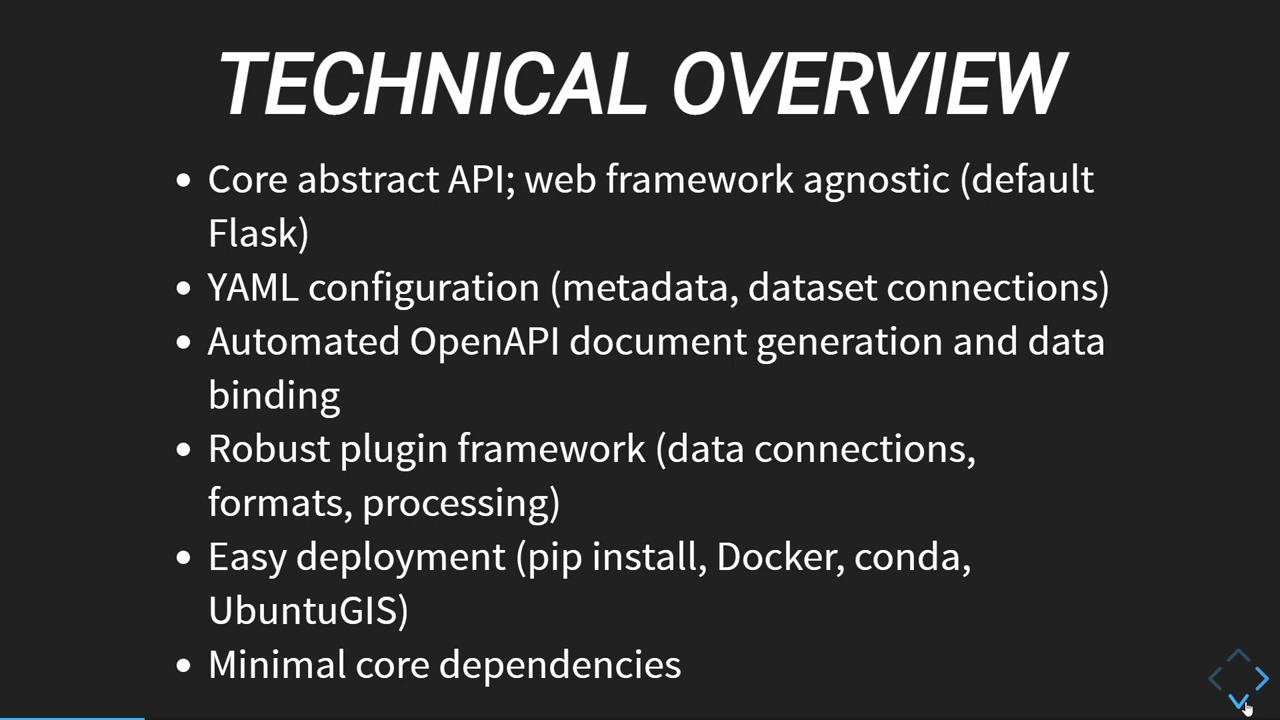 TECHNICAL OVERVIEW
• Core abstract API; web framework agnostic (default
Flask)
• YAML configuration (metadata, dataset connections)
• Automated OpenAPI document generation and data
binding
• Robust plugin framework (data connections,
formats, processing)
• Easy deployment (pip install, Docker, conda,
UbuntuGIS)
• Minimal core dependencies